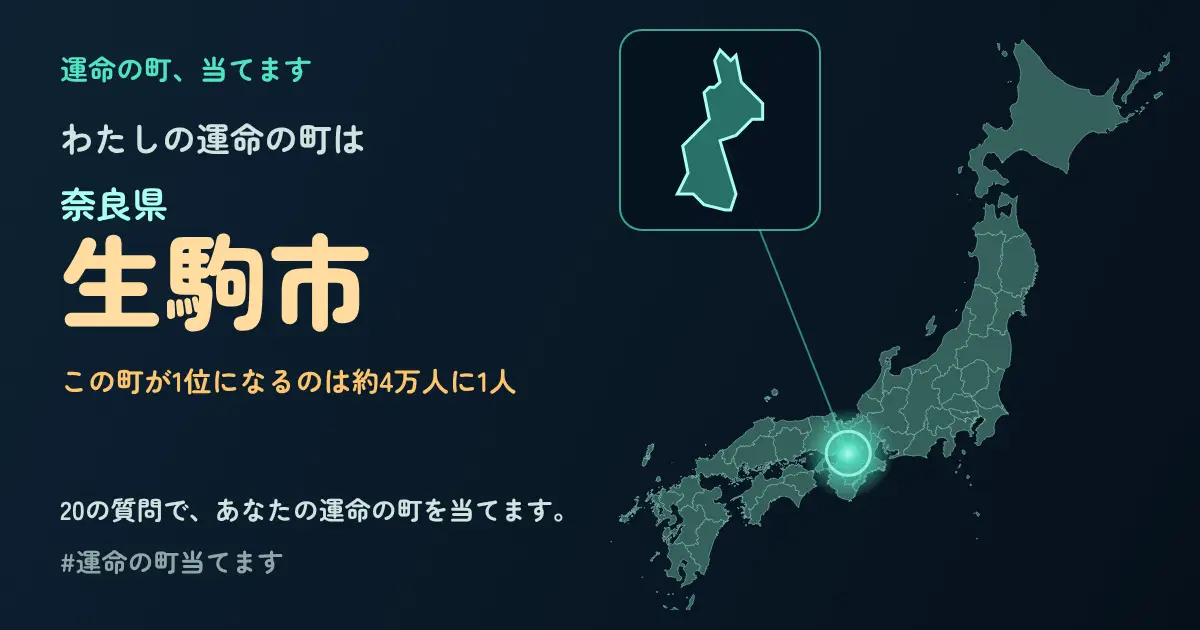 運命の町、当てます
わたしの運命の町は
奈良県
生駒市
この町が1位になるのは約4万人に1人
20の質問で、あなたの運命の町を当てます。
#運命の町当てます